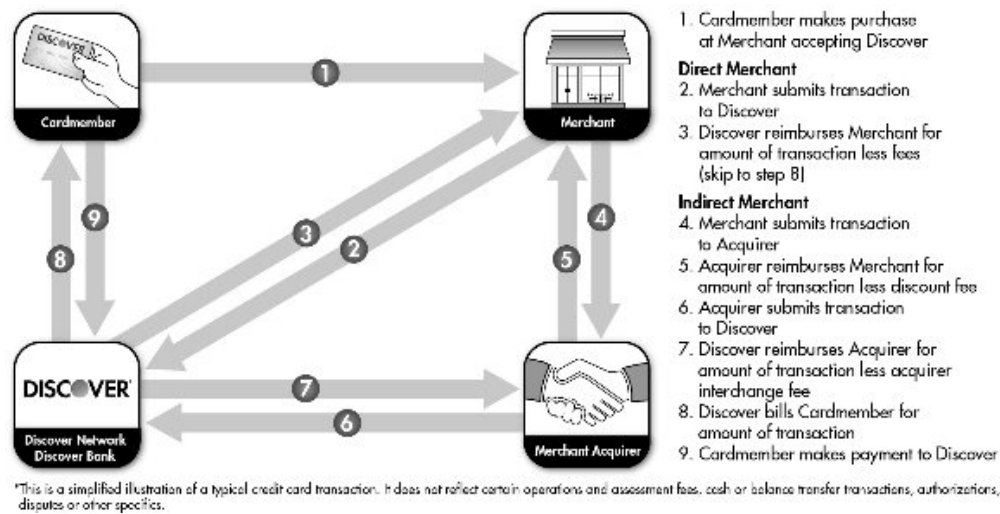 DISCOVER
Cardmember
1
Merchant
9
8
3
2
4
5
DISCOVER
Discover Network
Discover Bank
7
6
Merchant Acquirer
1. Cardmember makes purchase
at Merchant accepting Discover
Direct Merchant
2. Merchant submits transaction
to Discover
3. Discover reimburses Merchant for
amount of transaction less fees
(skip to step 8)
Indirect Merchant
4. Merchant submits transaction
to Acquirer
5. Acquirer reimburses Merchant for
amount of transaction less discount fee
6. Acquirer submits transaction
to Discover
7. Discover reimburses Acquirer for
amount of transaction less acquirer
interchange fee
8. Discover bills Cardmember for
amount of transaction
9. Cardmember makes payment to Discover
*This is a simplified illustration of a typical credit card transaction. It does not reflect certain operations and assessment fees, cash or balance transfer transactions, authorizations,
disputes or other specifics.